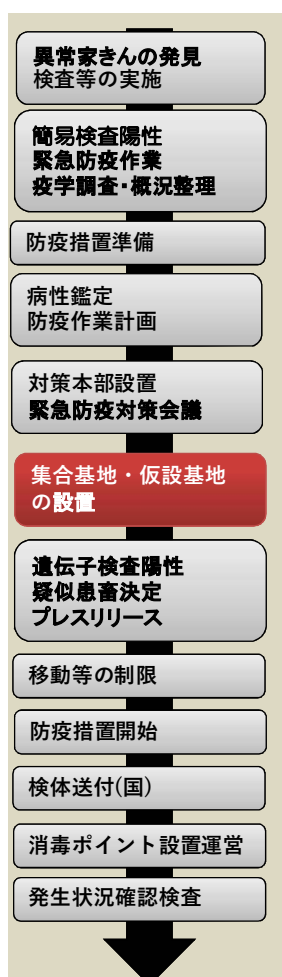 異常家きんの発見
検査等の実施
簡易検査陽性
緊急防疫作業
疫学調査・概況整理
防疫措置準備
病性鑑定
防疫作業計画
対策本部設置
緊急防疫対策会議
集合基地・仮設基地
の設置
遺伝子検査陽性
疑似患畜決定
プレスリリース
移動等の制限
防疫措置開始
検体送付(国)
消毒ポイント設置運営
発生状況確認検査